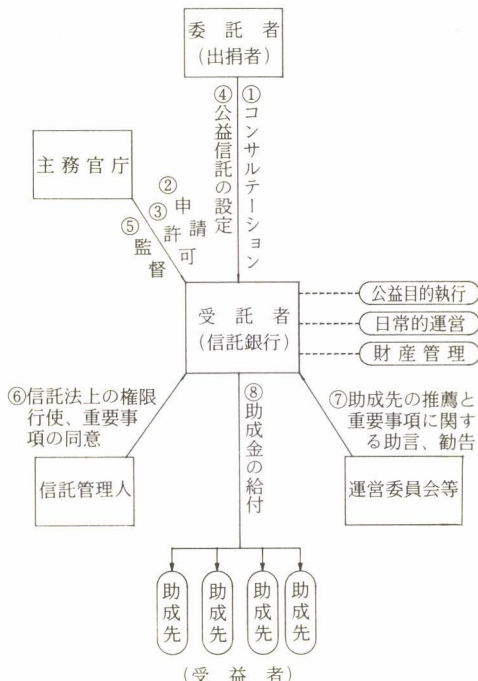 委託者
(出捐者)
①コンサルテーション
④公益信託の設定
主務官庁
②申請
③許可
⑤監督
受託者
(信託銀行)
公益目的執行
日常的運営
財産管理
⑥信託法上の権限
行使、重要事
項の同意
信託管理人
⑧助成金の給付
⑦助成先の推薦と
重要事項に関す
る助言、勧告
運営委員会等
助成先
助成先
助成先
助成先
(受益者)